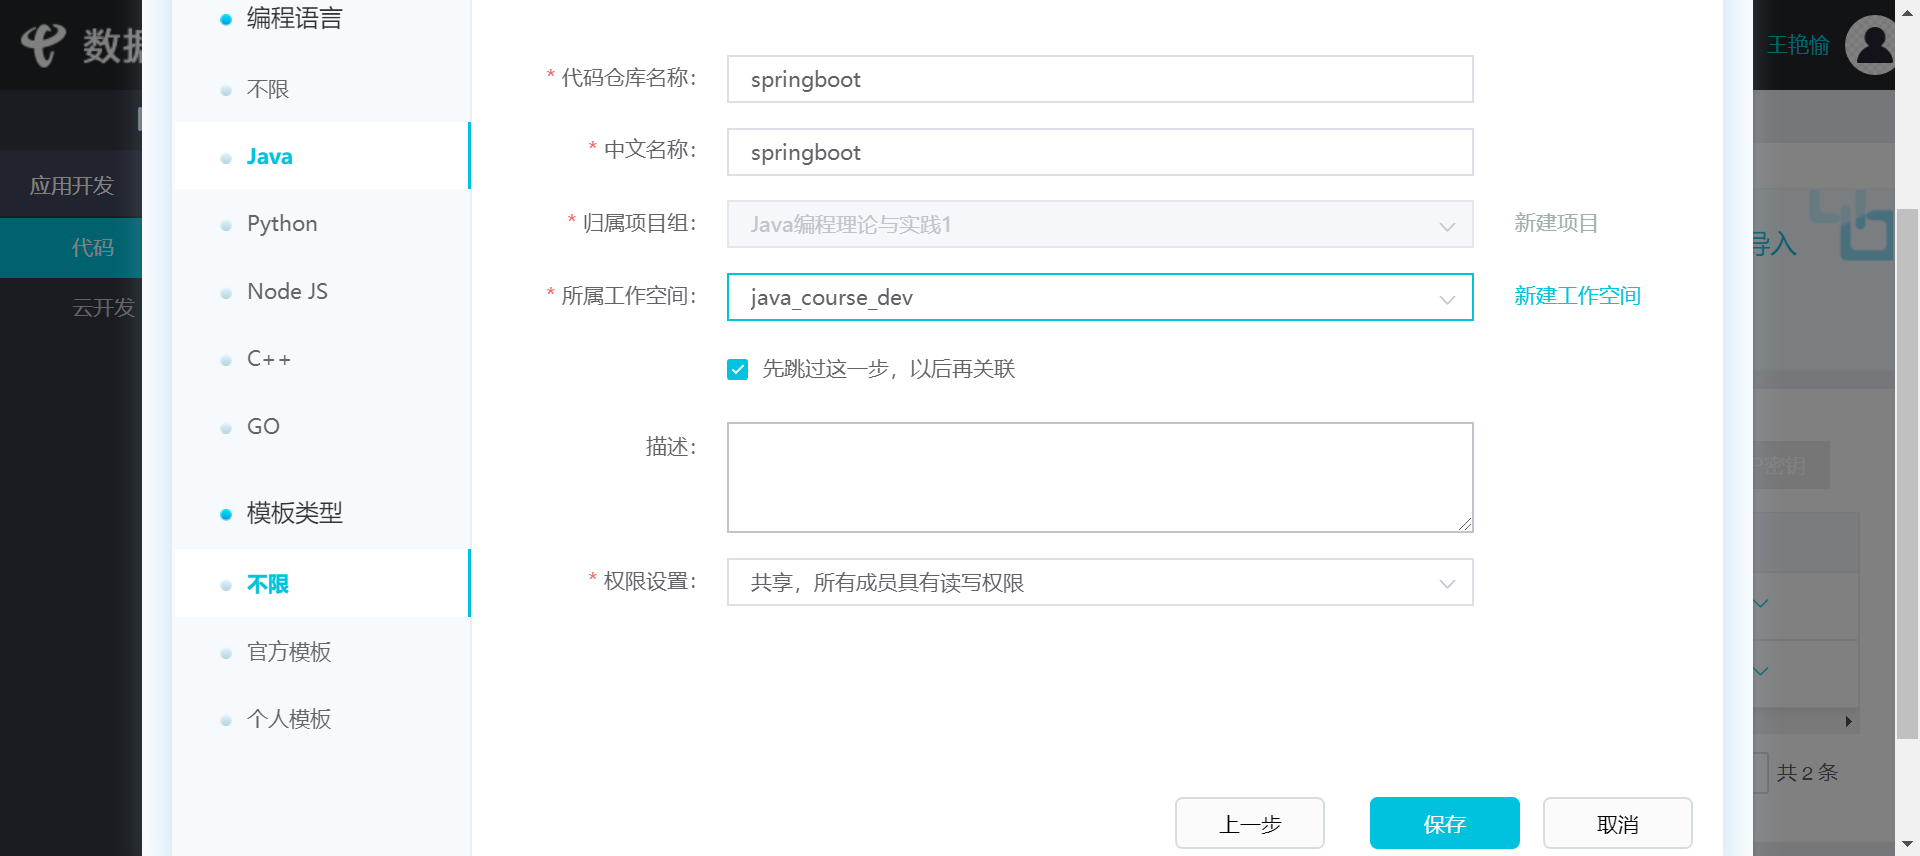 数据
王艳愉
应用开发
代码
云开发
编程语言
不限
Java
Python
Node JS
C++
GO
模板类型
不限
官方模板
个人模板
* 代码仓库名称:
springboot
* 中文名称:
springboot
* 归属项目组:
Java编程理论与实践1
新建项目
* 所属工作空间:
java_course_dev
新建工作空间
先跳过这一步，以后再关联
描述:
* 权限设置:
共享，所有成员具有读写权限
上一步
保存
取消
导入
密钥
共 2 条